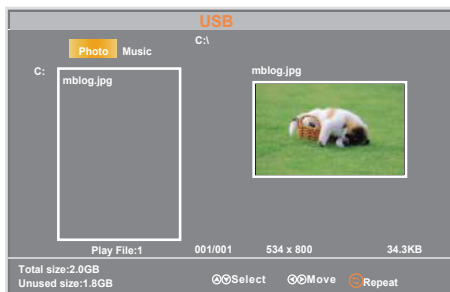 USB
Photo Music
C:\
C:
mblog.jpg
mblog.jpg
Play File:1 001/001 534 x 800 34.3KB
Total size:2.0GB
Unused size:1.8GB
Select Move Repeat